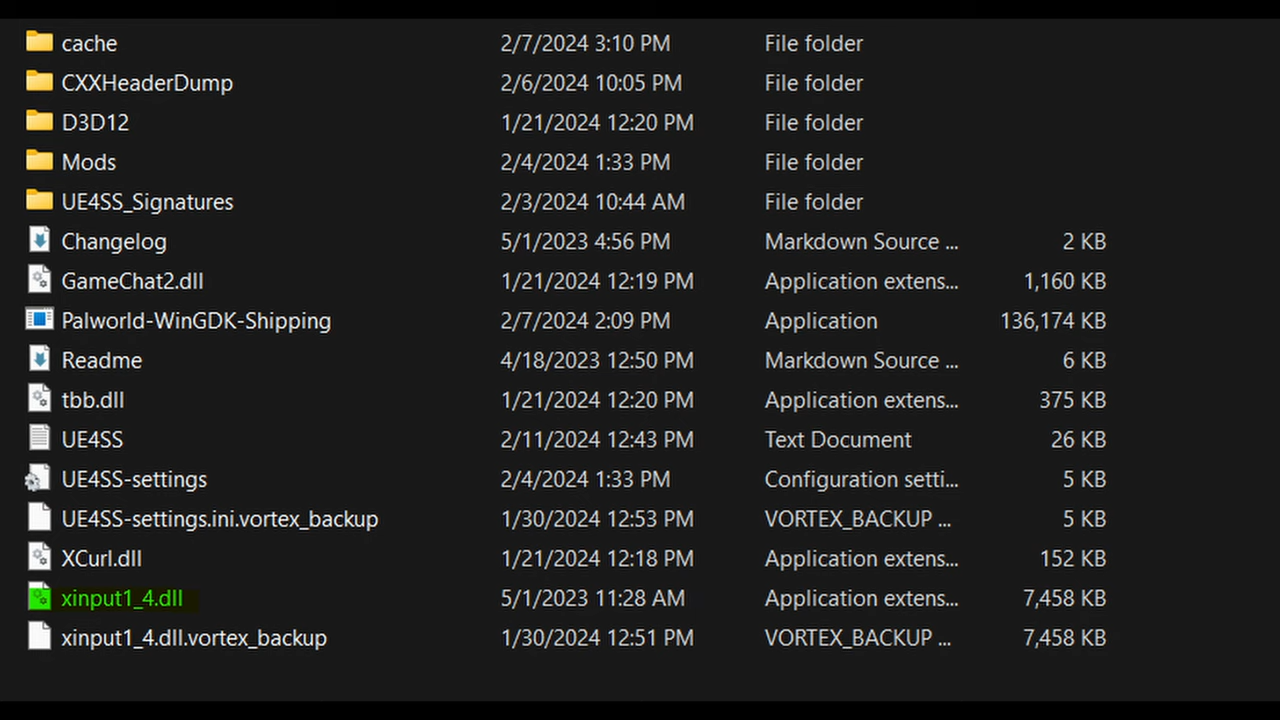 cache 2/7/2024 3:10 PM File folder
CXXHeaderDump 2/6/2024 10:05 PM File folder
D3D12 1/21/2024 12:20 PM File folder
Mods 2/4/2024 1:33 PM File folder
UE4SS_Signatures 2/3/2024 10:44 AM File folder
Changelog 5/1/2023 4:56 PM Markdown Source ... 2 KB
GameChat2.dll 1/21/2024 12:19 PM Application extens... 1,160 KB
Palworld-WinGDK-Shipping 2/7/2024 2:09 PM Application 136,174 KB
Readme 4/18/2023 12:50 PM Markdown Source ... 6 KB
tbb.dll 1/21/2024 12:20 PM Application extens... 375 KB
UE4SS 2/11/2024 12:43 PM Text Document 26 KB
UE4SS-settings 2/4/2024 1:33 PM Configuration setti... 5 KB
UE4SS-settings.ini.vortex_backup 1/30/2024 12:53 PM VORTEX_BACKUP ... 5 KB
XCurl.dll 1/21/2024 12:18 PM Application extens... 152 KB
xinput1_4.dll 5/1/2023 11:28 AM Application extens... 7,458 KB
xinput1_4.dll.vortex_backup 1/30/2024 12:51 PM VORTEX_BACKUP ... 7,458 KB